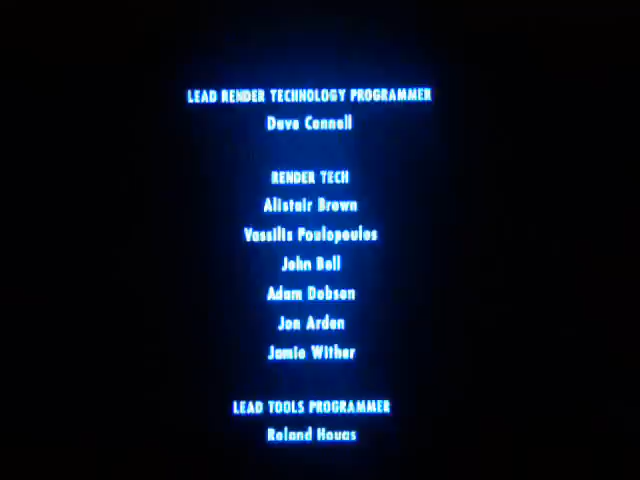 LEAD RENDER TECHNOLOGY PROGRAMMER
Dave Connell
RENDER TECH
Alistair Brown
Vassilis Poulopoulos
John Bell
Adam Dobson
Jon Arden
Jamie Wither
LEAD TOOLS PROGRAMMER
Roland Houas